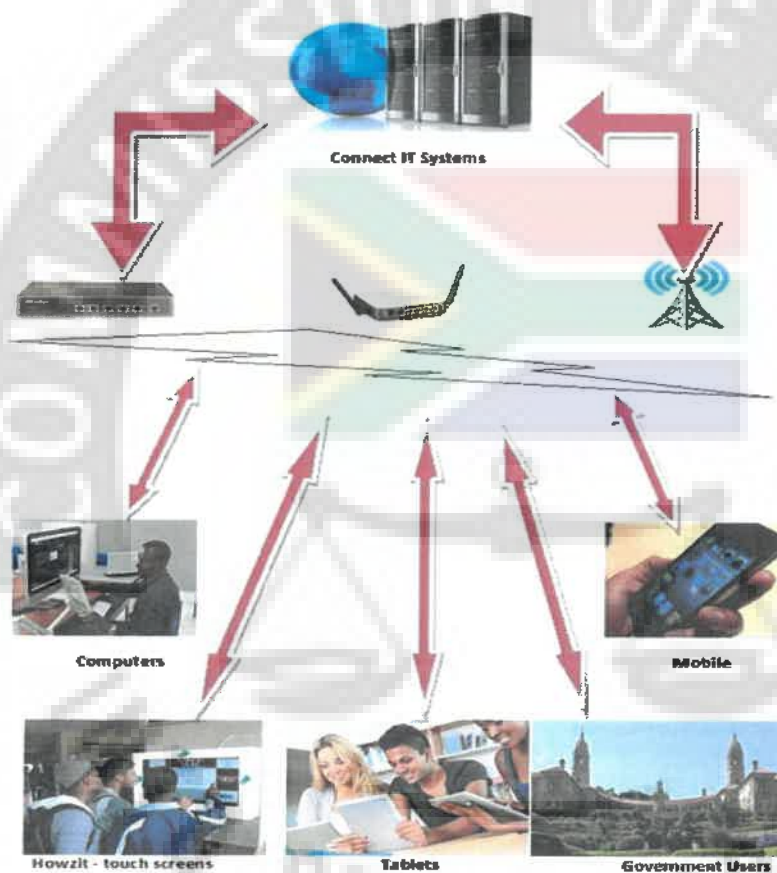 Connect IT Systems
Computers
Mobile
Howzit - touch screens
Tablets
Government Users